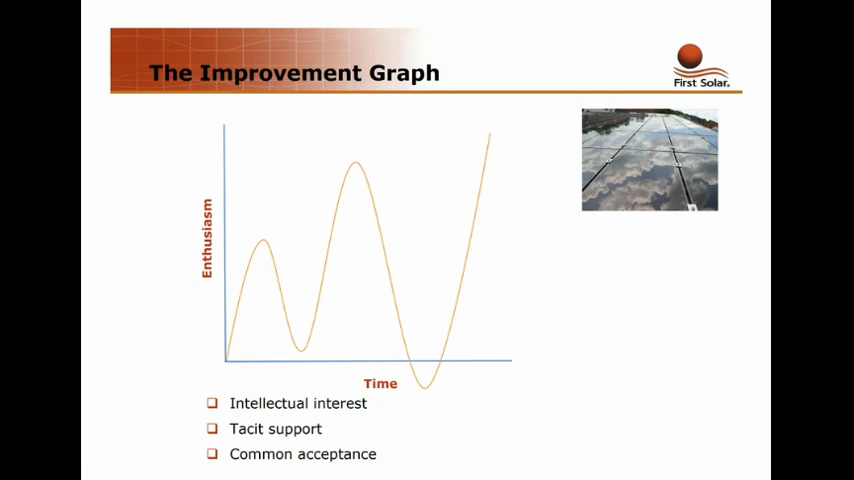 The Improvement Graph
First Solar.
Enthusiasm
Time
Intellectual interest
Tacit support
Common acceptance